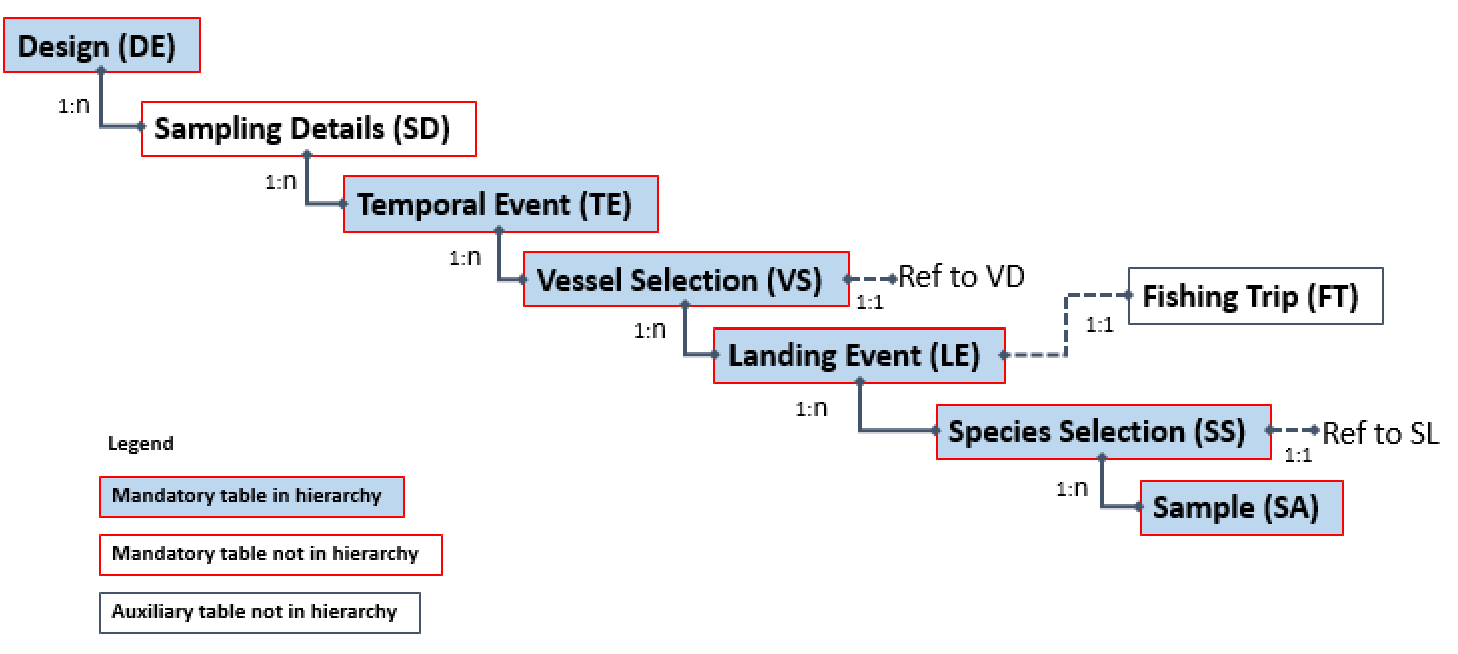 Design (DE)
1:n
Sampling Details (SD)
1:n
Temporal Event (TE)
1:n
Vessel Selection (VS)
1:1
Ref to VD
Fishing Trip (FT)
1:1
1:n
Landing Event (LE)
1:n
Species Selection (SS)
1:1
Ref to SL
1:n
Sample (SA)
Legend
Mandatory table in hierarchy
Mandatory table not in hierarchy
Auxiliary table not in hierarchy